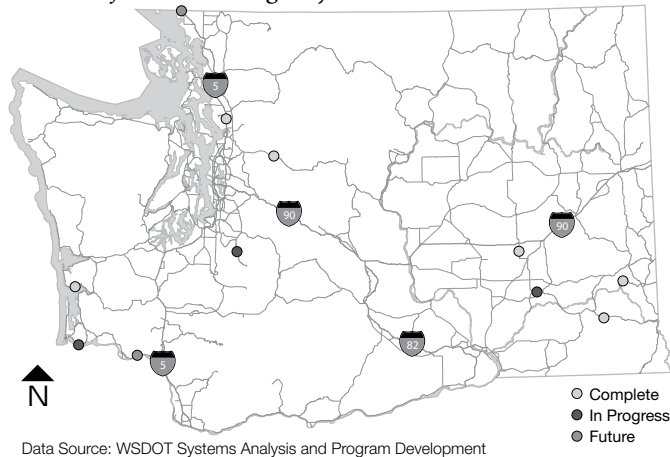 5
90
90
82
5
N
Complete
In Progress
Future
Data Source: WSDOT Systems Analysis and Program Development